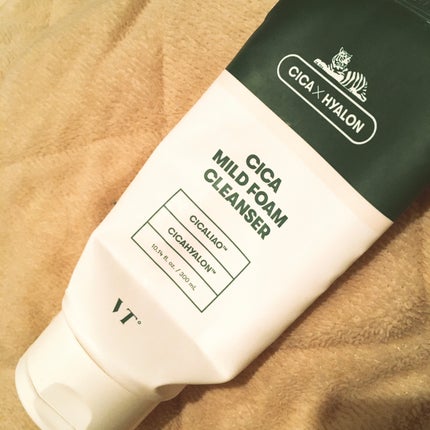 CICA X HYALON
CICA
MILD FOAM
CLEANSER
CICALIAO™
CICAHYALON™
10.14 fl. oz. / 300 mL
VT°